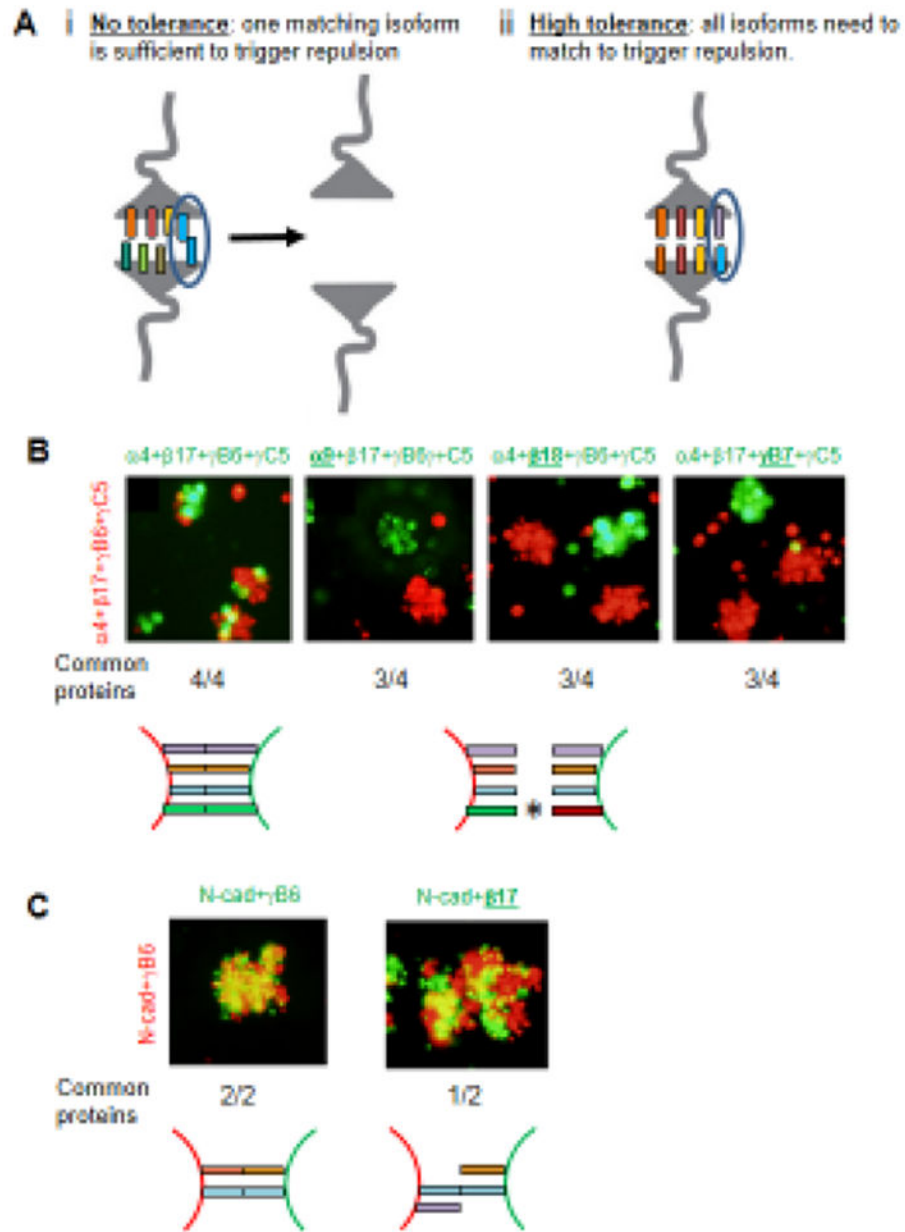 A i No tolerance: one matching isoform
is sufficient to trigger repulsion
ii High tolerance: all isoforms need to
match to trigger repulsion.
B
α4+β17+γB6+γC5 α9+β17+γB6γ+C5 α4+β18+γB6+γC5 α4+β17+γB7+γC5
α4+β17+γB6+γC5
Common
proteins
4/4 3/4 3/4 3/4
*
C
N-cad+γB6 N-cad+β17
N-cad+γB6
Common
proteins
2/2 1/2